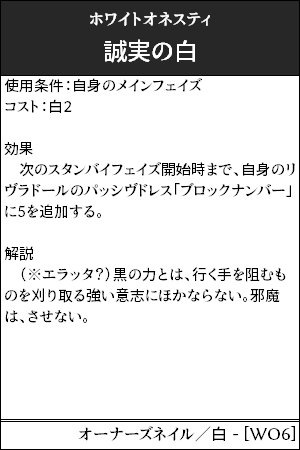 ホワイトオネスティ
誠実の白
使用条件：自身のメインフェイズ
コスト：白2
効果
　次のスタンバイフェイズ開始時まで、自身のリ
ヴラドールのパッシヴドレス「ブロックナンバー」
に5を追加する。
解説
　（※エラッタ？）黒の力とは、行く手を阻むも
のを刈り取る強い意志にほかならない。邪魔
は、させない。
オーナーズネイル／白 - [WO6]